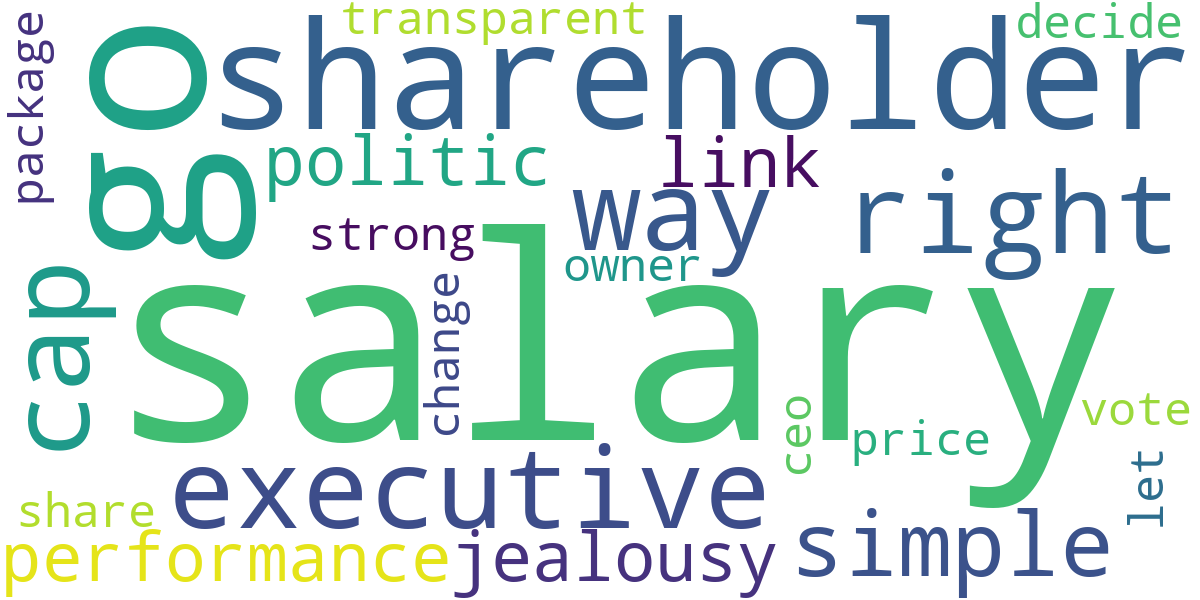 transparent
decide
package
go
shareholder
politic
link
way
right
strong
owner
cap
salary
change
ceo
price
vote
let
executive
share
simple
performance
jealousy